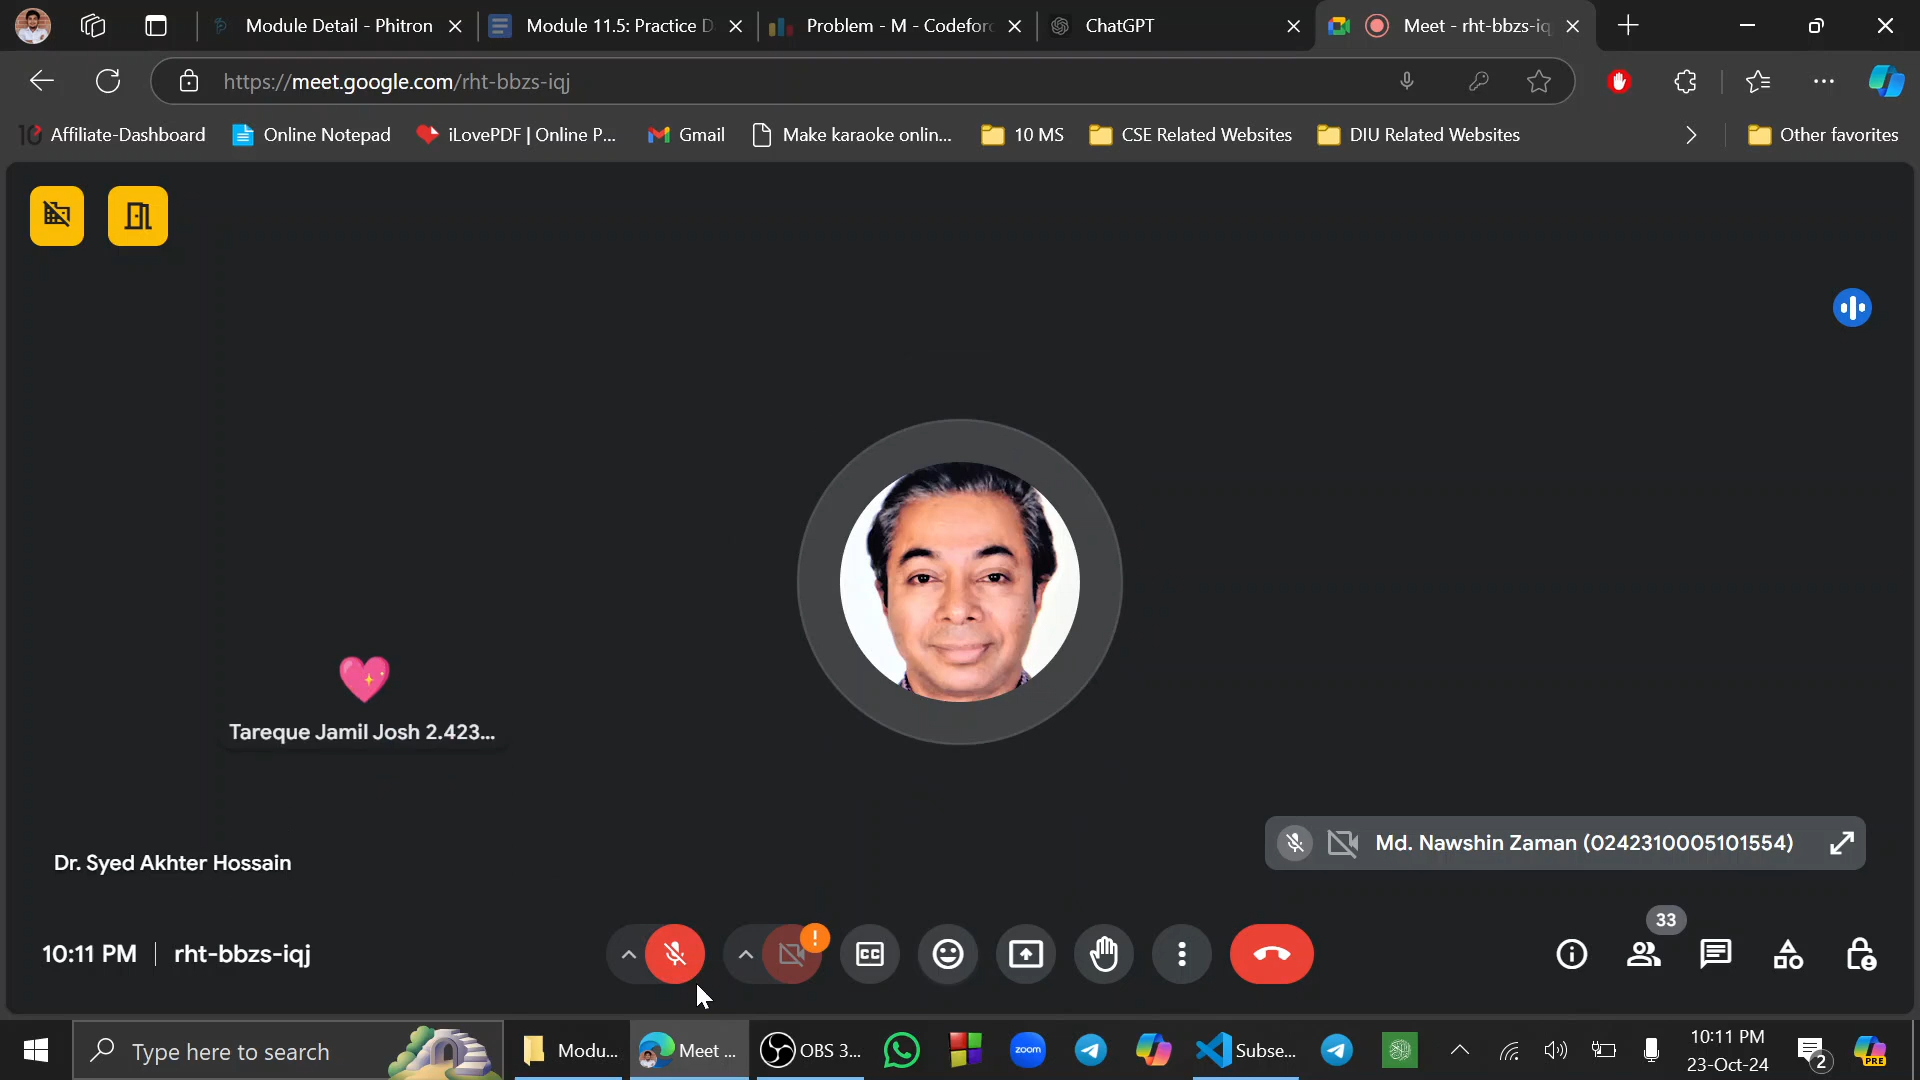 Module Detail - Phitron
Module 11.5: Practice D
Problem - M - Codeforc
ChatGPT
Meet - rht-bbzs-iq
https://meet.google.com/rht-bbzs-iqj
Affiliate-Dashboard
Online Notepad
iLovePDF | Online P...
Gmail
Make karaoke onlin...
10 MS
CSE Related Websites
DIU Related Websites
Other favorites
Tareque Jamil Josh 2.423...
Dr. Syed Akhter Hossain
Md. Nawshin Zaman (0242310005101554)
10:11 PM
rht-bbzs-iqj
!
CC
33
Type here to search
Modu...
Meet ...
OBS 3...
zoom
Subse...
10:11 PM
23-Oct-24
2
PRE